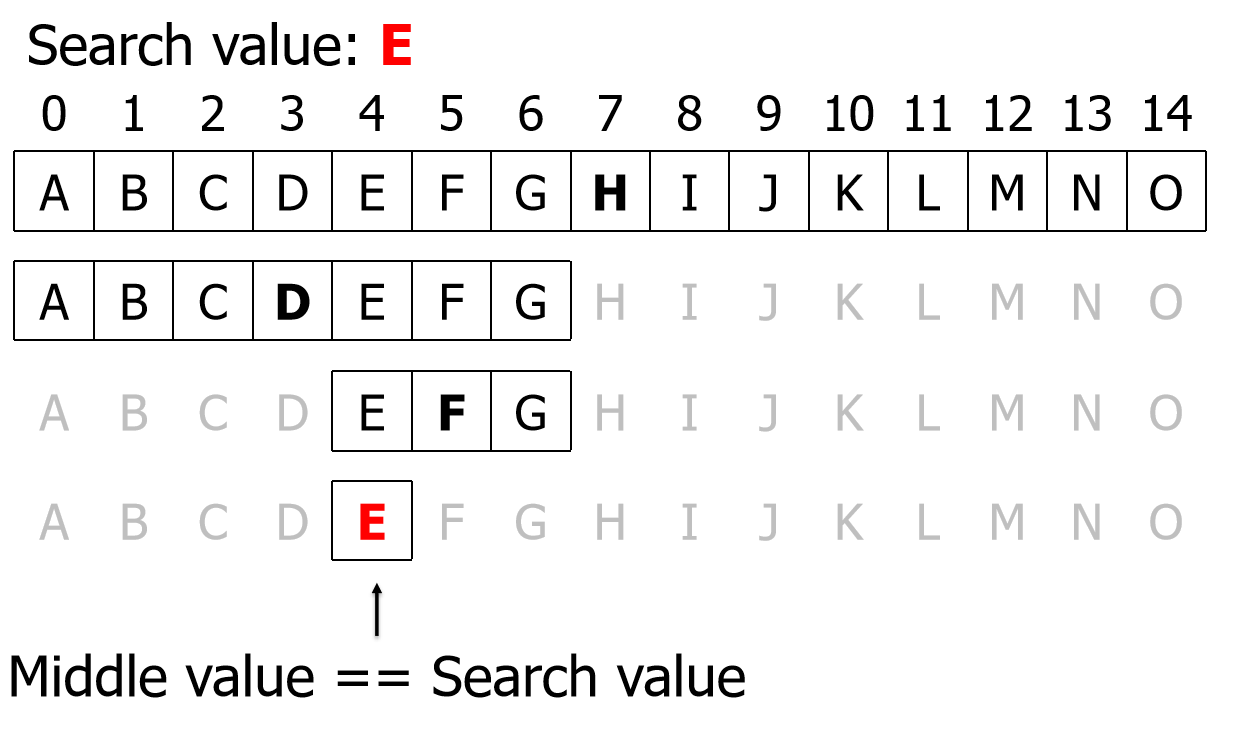 Search value: E
0 1 2 3 4 5 6 7 8 9 10 11 12 13 14
A B C D E F G H I J K L M N O
A B C D E F G H I J K L M N O
A B C D E F G H I J K L M N O
A B C D E F G H I J K L M N O
Middle value == Search value